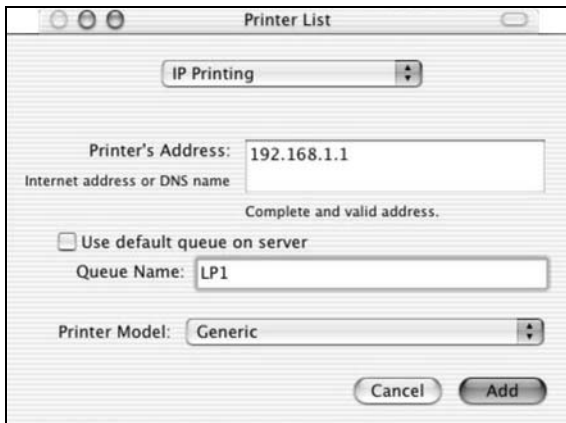 Printer List
IP Printing
Printer's Address: 192.168.1.1
Internet address or DNS name
Complete and valid address.
Use default queue on server
Queue Name: LP1
Printer Model: Generic
Cancel Add